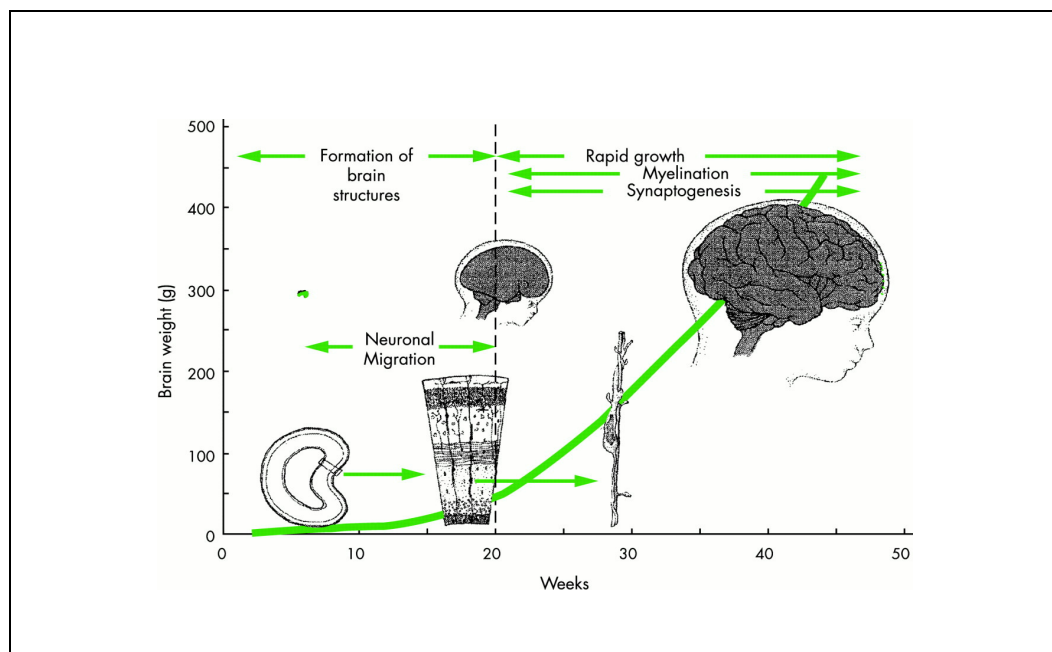 500
400
300
200
100
0
Brain weight (g)
Formation of
brain
structures
Rapid growth
Myelination
Synaptogenesis
Neuronal
Migration
0 10 20 30 40 50
Weeks